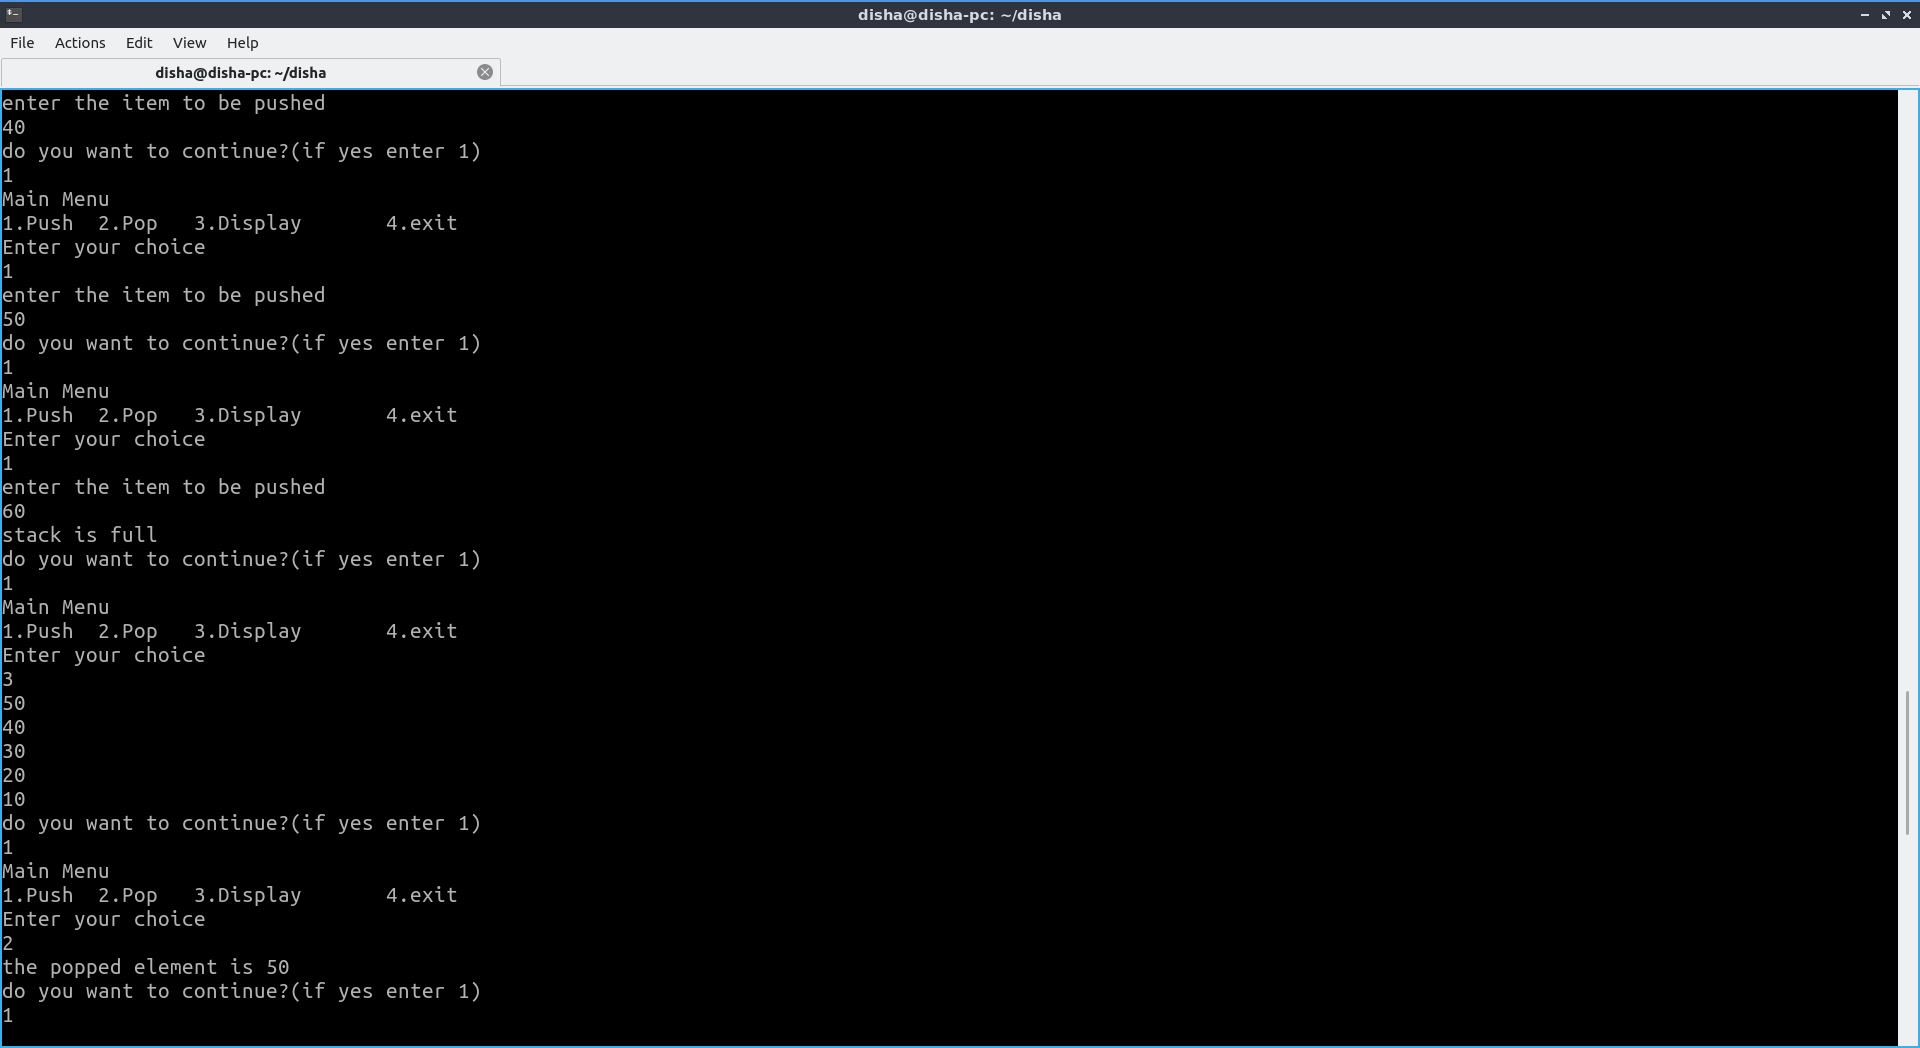 disha@disha-pc: ~/disha
File Actions Edit View Help
disha@disha-pc: ~/disha
enter the item to be pushed
40
do you want to continue?(if yes enter 1)
1
Main Menu
1.Push  2.Pop   3.Display       4.exit
Enter your choice
1
enter the item to be pushed
50
do you want to continue?(if yes enter 1)
1
Main Menu
1.Push  2.Pop   3.Display       4.exit
Enter your choice
1
enter the item to be pushed
60
stack is full
do you want to continue?(if yes enter 1)
1
Main Menu
1.Push  2.Pop   3.Display       4.exit
Enter your choice
3
50
40
30
20
10
do you want to continue?(if yes enter 1)
1
Main Menu
1.Push  2.Pop   3.Display       4.exit
Enter your choice
2
the popped element is 50
do you want to continue?(if yes enter 1)
1